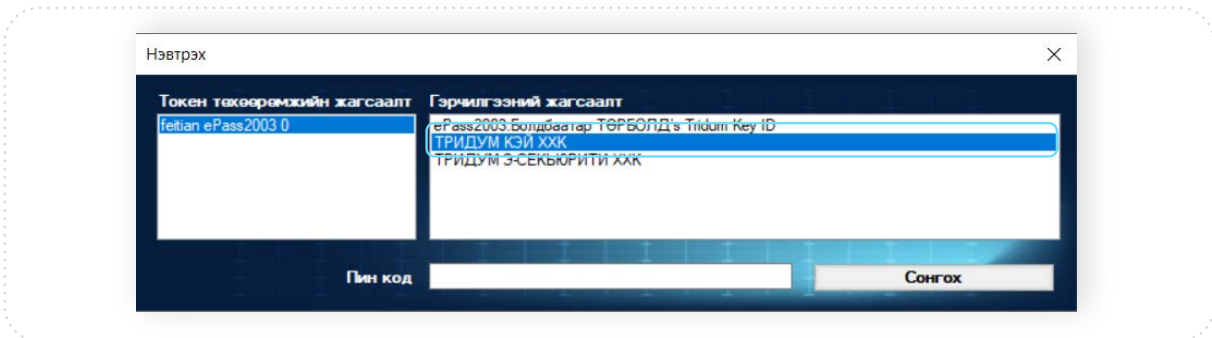 Нэвтрэх
Токен төхөөрөмжийн жагсаалт
Гэрчилгээний жагсаалт
feitian ePass2003 0
ePass2003:Болдбаатар ТӨРБОЛД's Tridum Key ID
ТРИДУМ КЭЙ ХХК
ТРИДУМ Э-СЕКЬЮРИТИ ХХК
Пин код
Сонгох